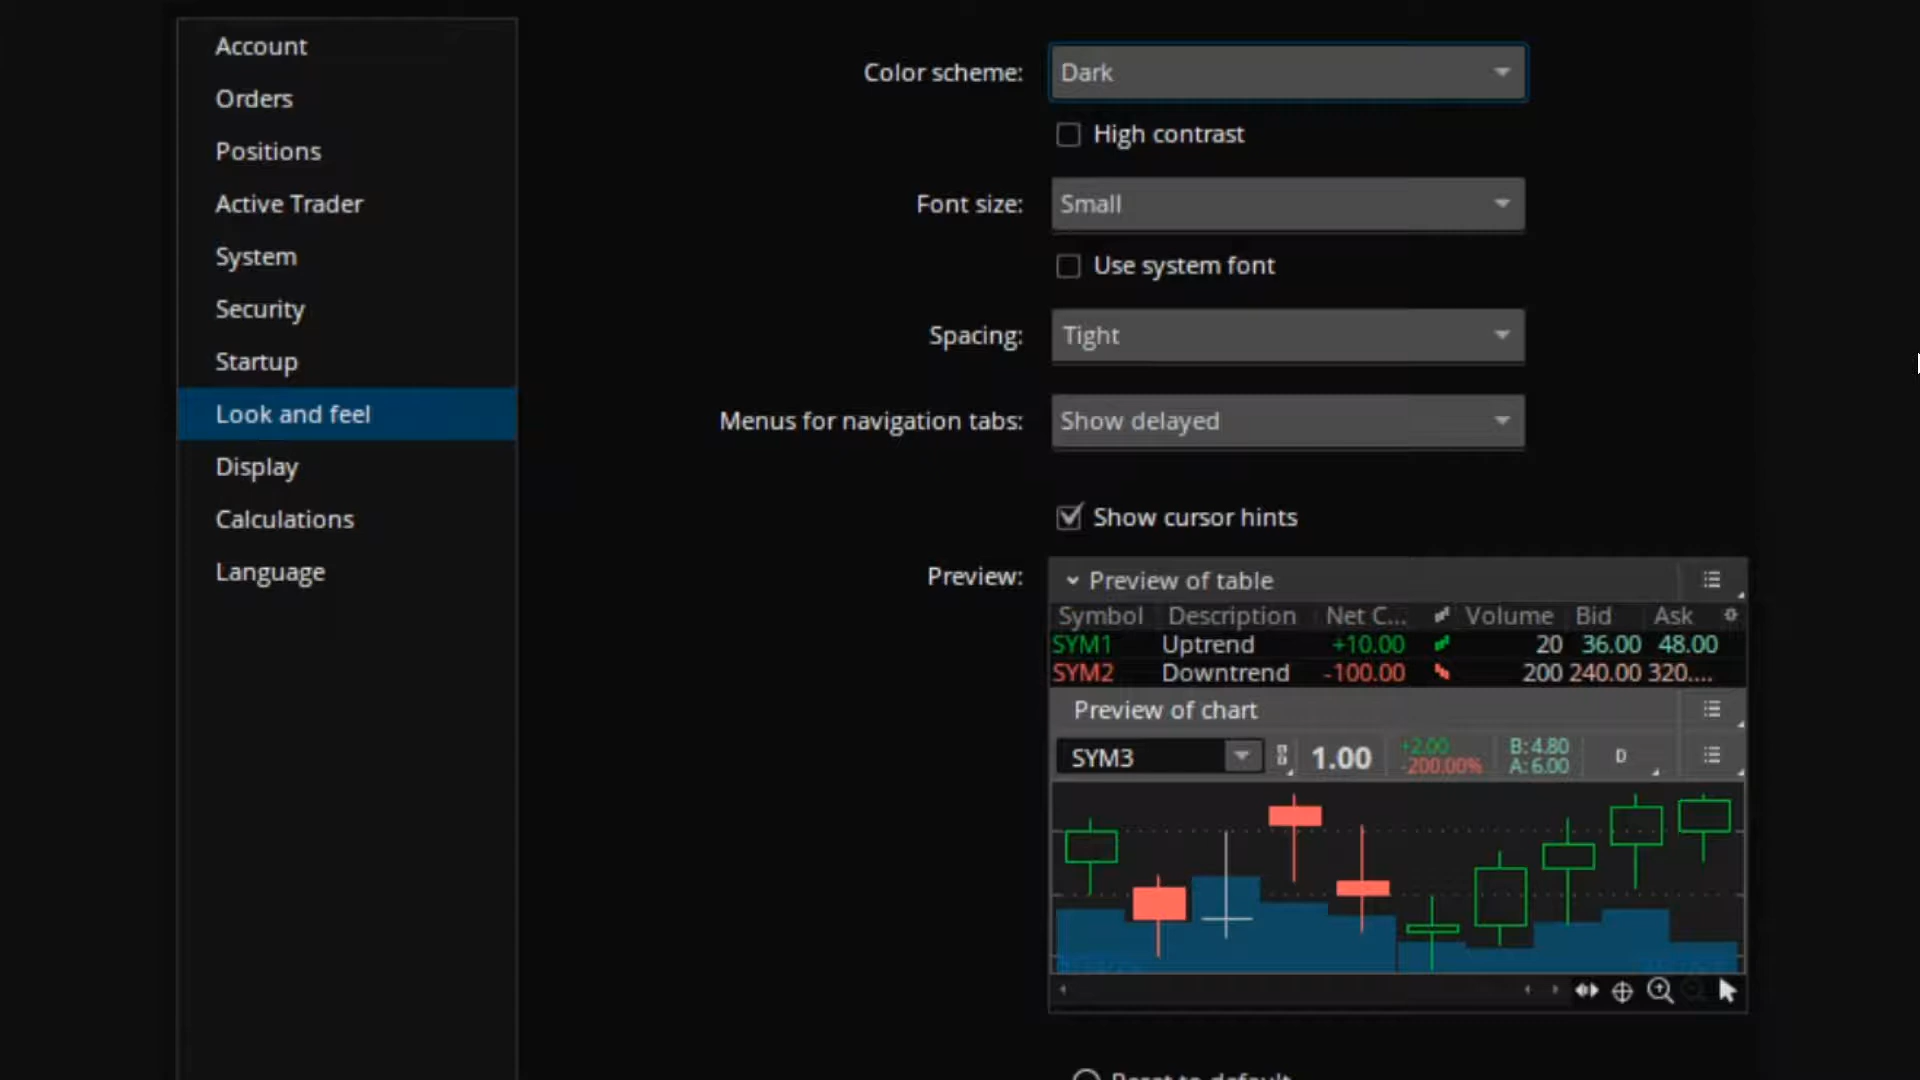 Account
Orders
Positions
Active Trader
System
Security
Startup
Look and feel
Display
Calculations
Language
Color scheme: Dark
High contrast
Font size: Small
Use system font
Spacing: Tight
Menus for navigation tabs: Show delayed
Show cursor hints
Preview: Preview of table
Symbol Description Net C... Volume Bid Ask
SYM1 Uptrend +10.00 20 36.00 48.00
SYM2 Downtrend -100.00 200 240.00 320....
Preview of chart
SYM3 1.00 +2.00 B: 4.80 D
-200.00% A: 6.00
Reset to default